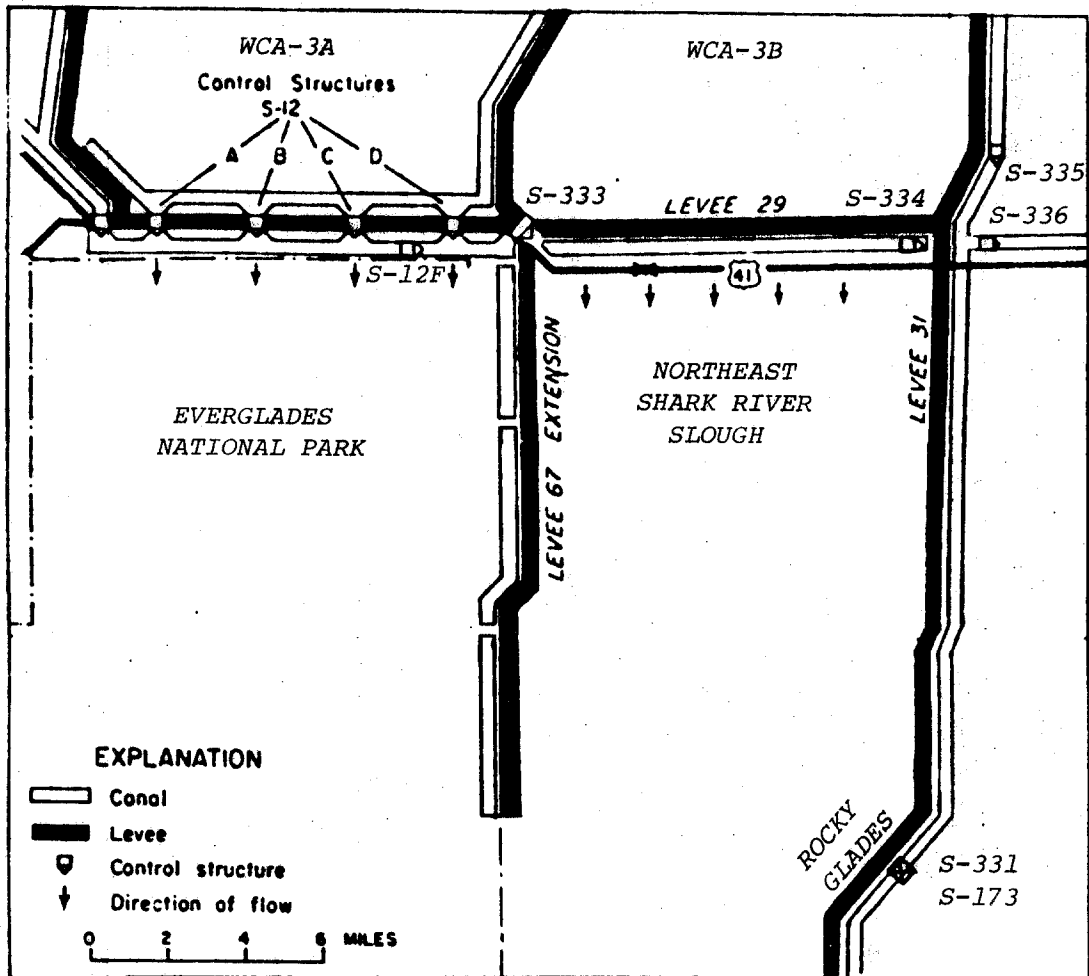 WCA-3A
WCA-3B
Control Structures
S-12
A B C D
S-333
LEVEE 29
S-334
S-335
S-336
S-12F
41
LEVEE 67 EXTENSION
LEVEE 31
NORTHEAST
SHARK RIVER
SLOUGH
EVERGLADES
NATIONAL PARK
EXPLANATION
Canal
Levee
Control structure
Direction of flow
0 2 4 6 MILES
ROCKY
GLADES
S-331
S-173